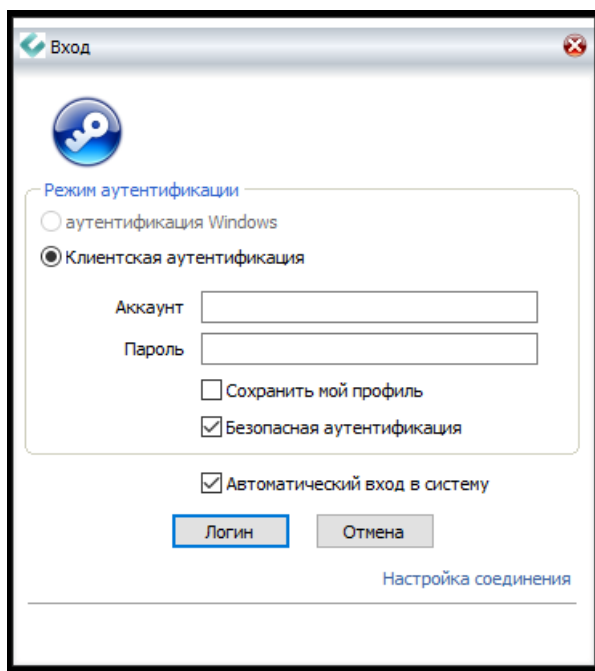 Вход
Режим аутентификации
аутентификация Windows
Клиентская аутентификация
Аккаунт
Пароль
Сохранить мой профиль
Безопасная аутентификация
Автоматический вход в систему
Логин Отмена
Настройка соединения